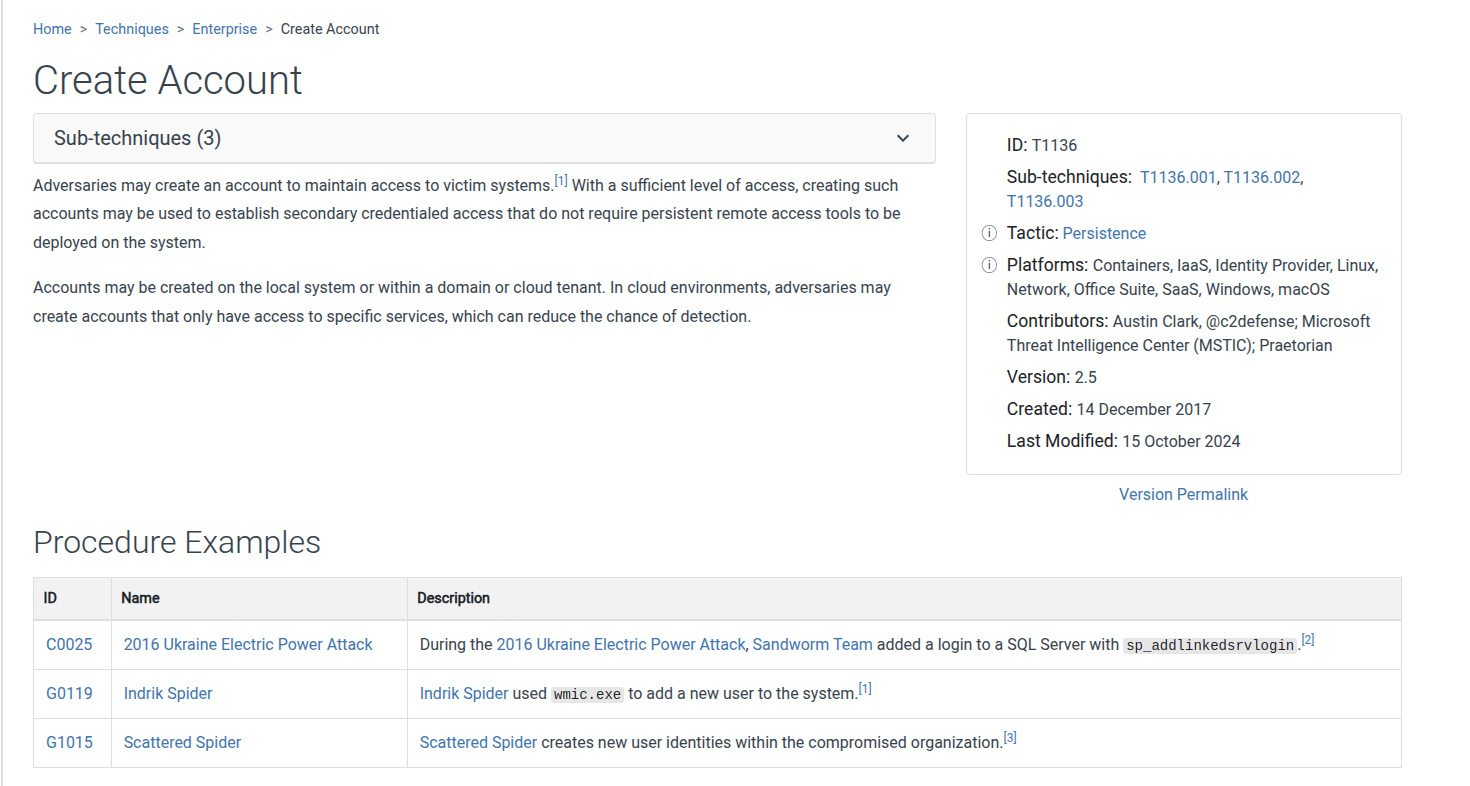 Home > Techniques > Enterprise > Create Account
Create Account
Sub-techniques (3)
Adversaries may create an account to maintain access to victim systems.[1] With a sufficient level of access, creating such
accounts may be used to establish secondary credentialed access that do not require persistent remote access tools to be
deployed on the system.
Accounts may be created on the local system or within a domain or cloud tenant. In cloud environments, adversaries may
create accounts that only have access to specific services, which can reduce the chance of detection.
ID: T1136
Sub-techniques: T1136.001, T1136.002,
T1136.003
Tactic: Persistence
Platforms: Containers, IaaS, Identity Provider, Linux,
Network, Office Suite, SaaS, Windows, macOS
Contributors: Austin Clark, @c2defense; Microsoft
Threat Intelligence Center (MSTIC); Praetorian
Version: 2.5
Created: 14 December 2017
Last Modified: 15 October 2024
Version Permalink
Procedure Examples
ID Name Description
C0025 2016 Ukraine Electric Power Attack During the 2016 Ukraine Electric Power Attack, Sandworm Team added a login to a SQL Server with sp_addlinkedsrvlogin.[2]
G0119 Indrik Spider Indrik Spider used wmic.exe to add a new user to the system.[1]
G1015 Scattered Spider Scattered Spider creates new user identities within the compromised organization.[3]